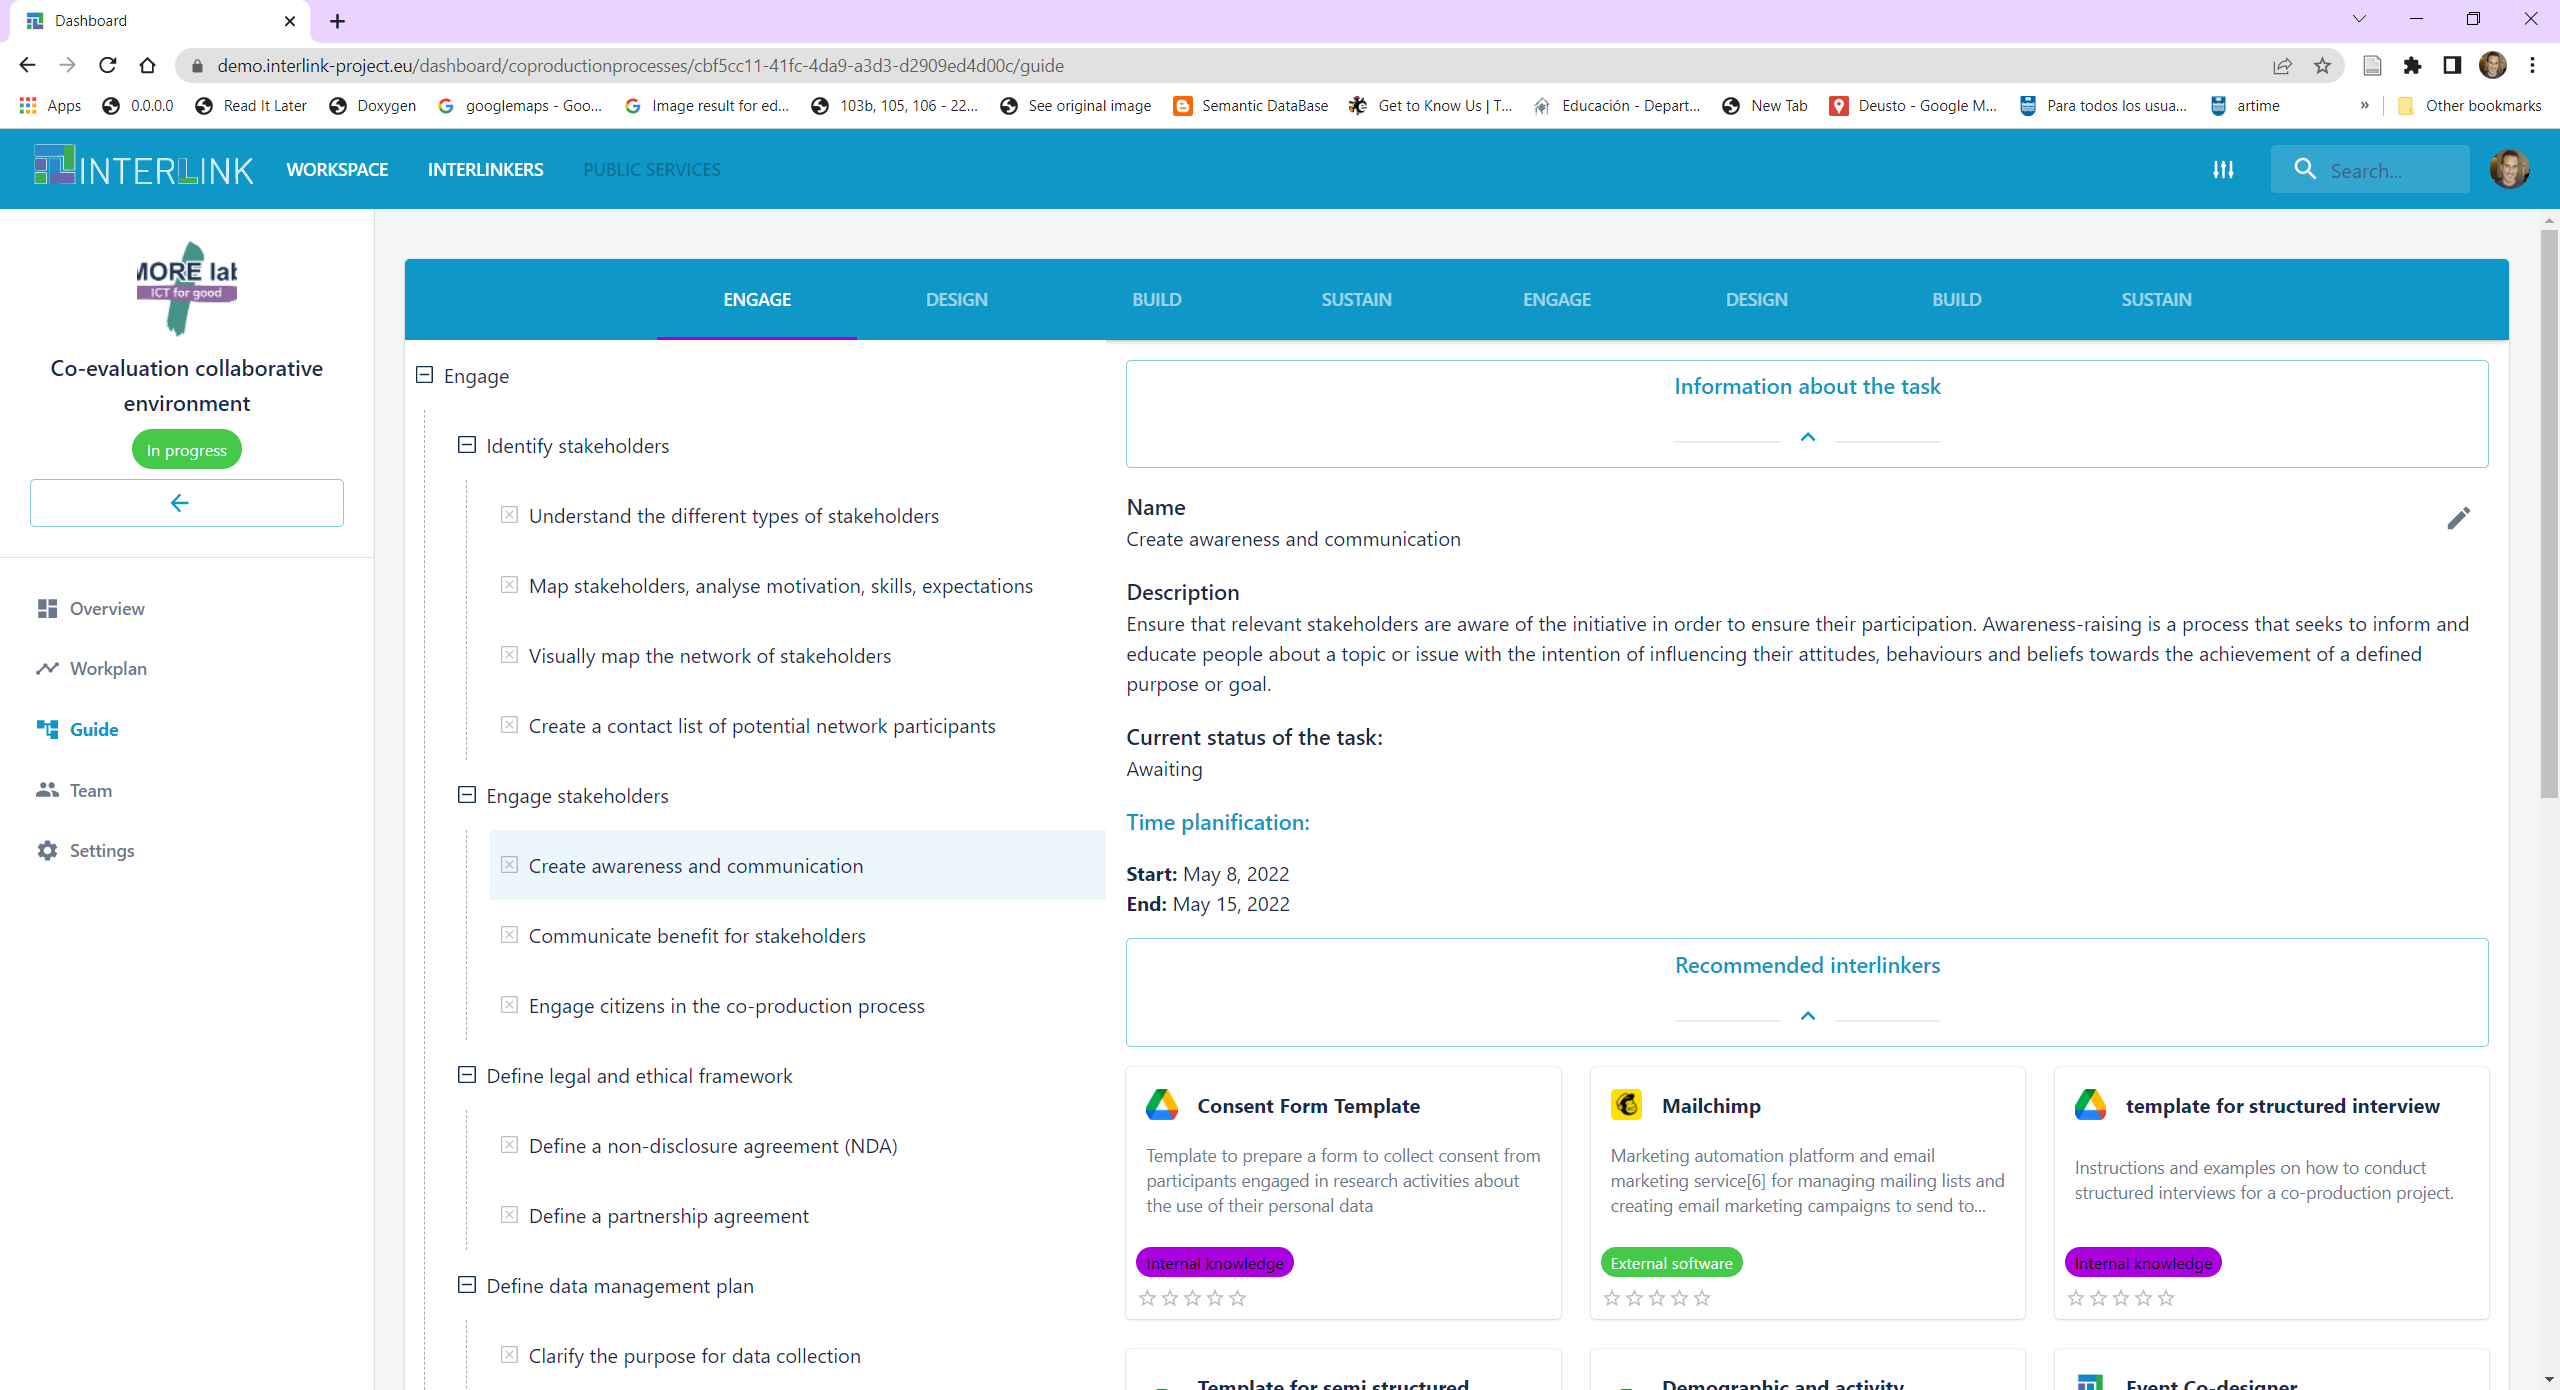 Dashboard
demo.interlink-project.eu/dashboard/coproductionprocesses/cbf5cc11-41fc-4da9-a3d3-d2909ed4d00c/guide
Apps
0.0.0.0
Read It Later
Doxygen
googlemaps - Goo...
Image result for ed...
103b, 105, 106 - 22...
See original image
Semantic DataBase
Get to Know Us | T...
Educación - Depart...
New Tab
Deusto - Google M...
Para todos los usua...
artime
»
Other bookmarks
INTERLINK
WORKSPACE
INTERLINKERS
PUBLIC SERVICES
Search...
MORE lab
ICT for good
Co-evaluation collaborative
environment
In progress
Overview
Workplan
Guide
Team
Settings
ENGAGE
DESIGN
BUILD
SUSTAIN
ENGAGE
DESIGN
BUILD
SUSTAIN
Engage
Identify stakeholders
Understand the different types of stakeholders
Map stakeholders, analyse motivation, skills, expectations
Visually map the network of stakeholders
Create a contact list of potential network participants
Engage stakeholders
Create awareness and communication
Communicate benefit for stakeholders
Engage citizens in the co-production process
Define legal and ethical framework
Define a non-disclosure agreement (NDA)
Define a partnership agreement
Define data management plan
Clarify the purpose for data collection
Information about the task
Name
Create awareness and communication
Description
Ensure that relevant stakeholders are aware of the initiative in order to ensure their participation. Awareness-raising is a process that seeks to inform and
educate people about a topic or issue with the intention of influencing their attitudes, behaviours and beliefs towards the achievement of a defined
purpose or goal.
Current status of the task:
Awaiting
Time planification:
Start: May 8, 2022
End: May 15, 2022
Recommended interlinkers
Consent Form Template
Template to prepare a form to collect consent from
participants engaged in research activities about
the use of their personal data
Internal knowledge
Mailchimp
Marketing automation platform and email
marketing service[6] for managing mailing lists and
creating email marketing campaigns to send to...
External software
template for structured interview
Instructions and examples on how to conduct
structured interviews for a co-production project.
Internal knowledge
Template for semi structured
Demographic and activity
Event Co-designer